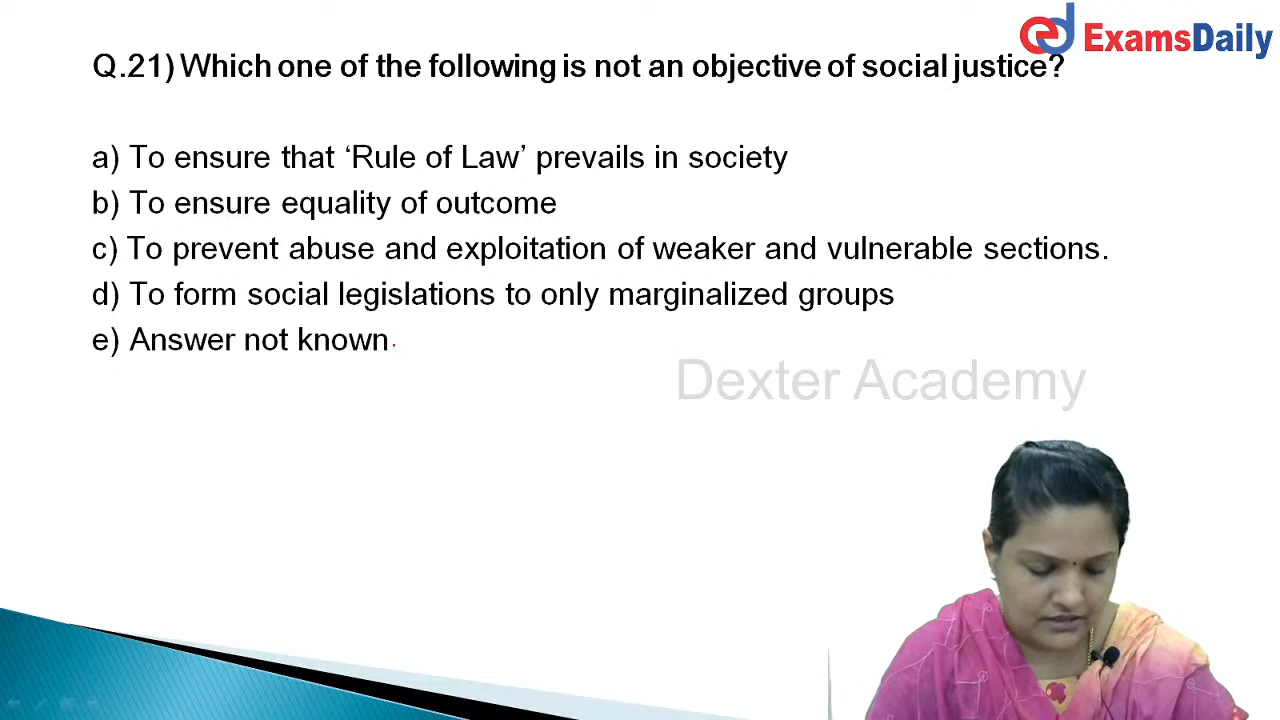 ExamsDaily
Q.21) Which one of the following is not an objective of social justice?
a) To ensure that ‘Rule of Law’ prevails in society
b) To ensure equality of outcome
c) To prevent abuse and exploitation of weaker and vulnerable sections.
d) To form social legislations to only marginalized groups
e) Answer not known
Dexter Academy